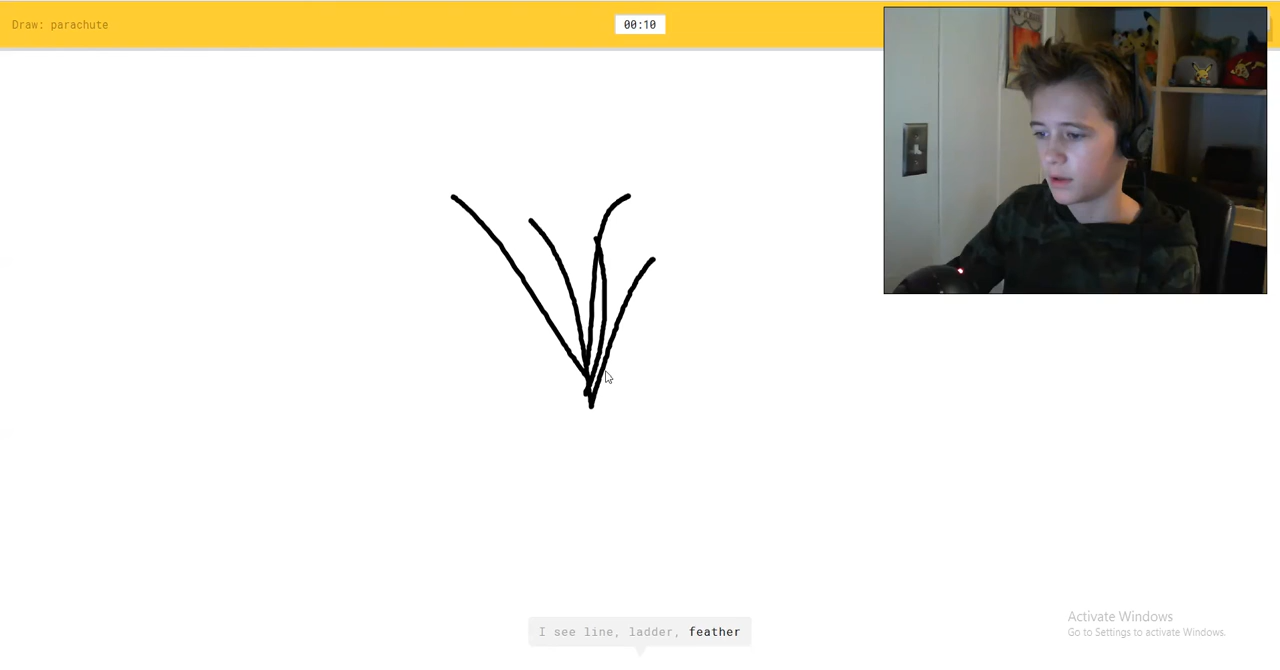 Draw: parachute
00:10
I see line, ladder, feather
Activate Windows
Go to Settings to activate Windows.